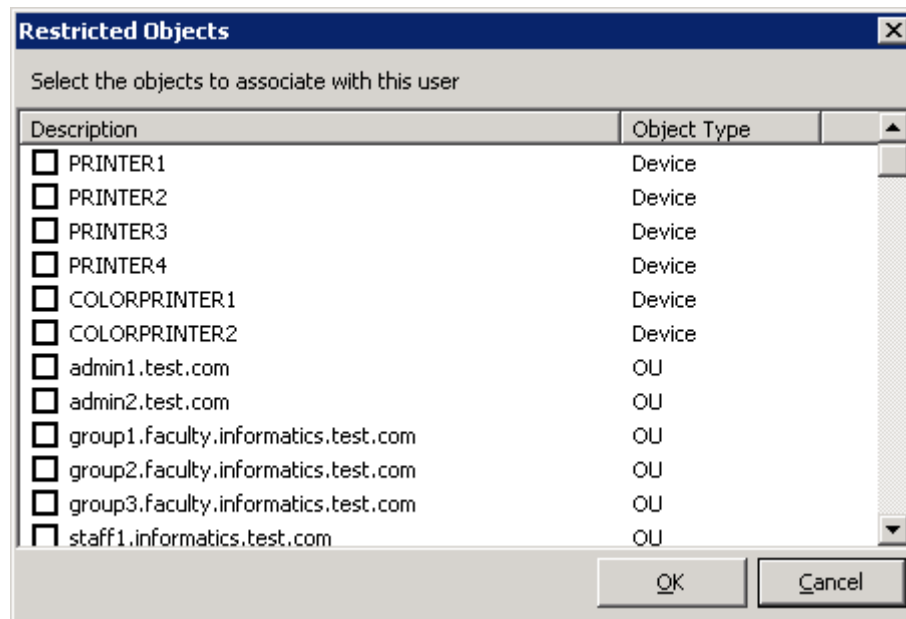 Restricted Objects
Select the objects to associate with this user
Description Object Type
PRINTER1 Device
PRINTER2 Device
PRINTER3 Device
PRINTER4 Device
COLORPRINTER1 Device
COLORPRINTER2 Device
admin1.test.com OU
admin2.test.com OU
group1.faculty.informatics.test.com OU
group2.faculty.informatics.test.com OU
group3.faculty.informatics.test.com OU
staff1.informatics.test.com OU
OK Cancel